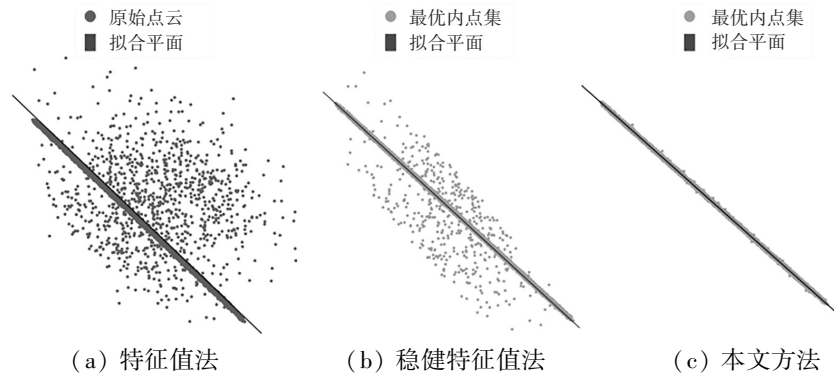 原始点云
拟合平面
最优内点集
拟合平面
最优内点集
拟合平面
(a) 特征值法
(b) 稳健特征值法
(c) 本文方法